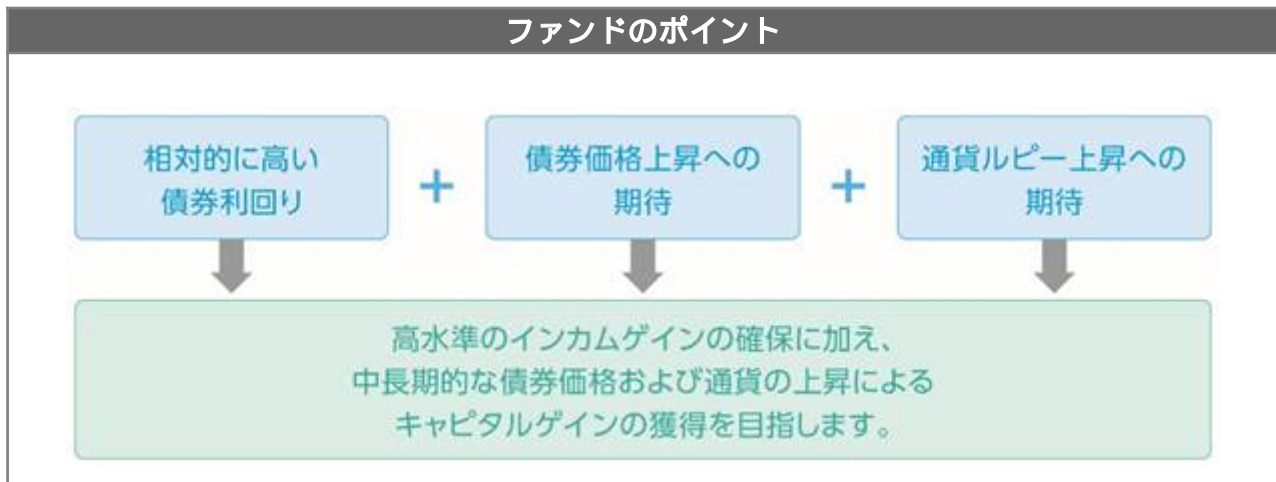 ファンドのポイント
相対的に高い
債券利回り
+
債券価格上昇への
期待
+
通貨ルピー上昇への
期待
高水準のインカムゲインの確保に加え、
中長期的な債券価格および通貨の上昇による
キャピタルゲインの獲得を目指します。